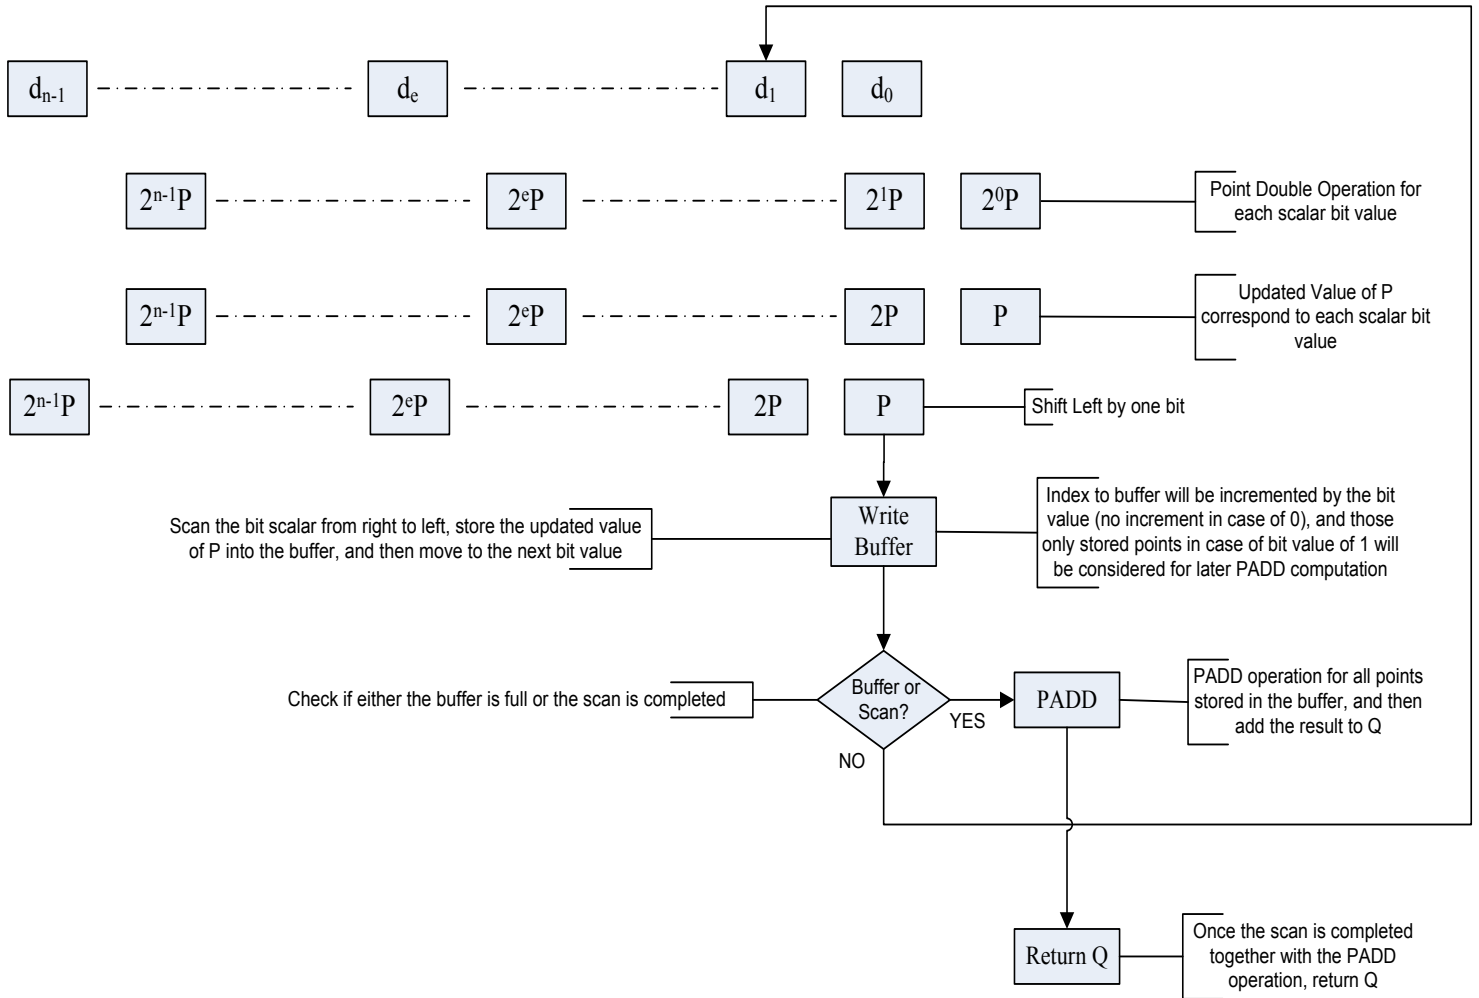 d_{n-1} d_e d_1 d_0
2^{n-1}P 2^eP 2^1P 2^0P
Point Double Operation for
each scalar bit value
2^{n-1}P 2^eP 2P P
Updated Value of P
correspond to each scalar bit
value
2^{n-1}P 2^eP 2P P
Shift Left by one bit
Scan the bit scalar from right to left, store the updated value
of P into the buffer, and then move to the next bit value
Write
Buffer
Index to buffer will be incremented by the bit
value (no increment in case of 0), and those
only stored points in case of bit value of 1 will
be considered for later PADD computation
Check if either the buffer is full or the scan is completed
Buffer or
Scan?
YES
NO
PADD
PADD operation for all points
stored in the buffer, and then
add the result to Q
Return Q
Once the scan is completed
together with the PADD
operation, return Q